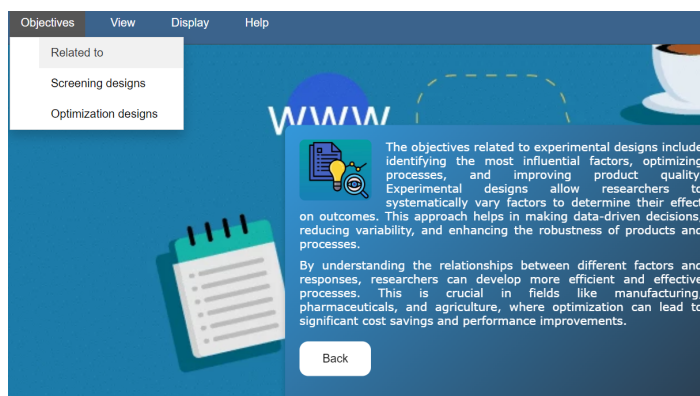 Objectives View Display Help
Related to
Screening designs
Optimization designs
WWW
The objectives related to experimental designs include
identifying the most influential factors, optimizing
processes, and improving product quality.
Experimental designs allow researchers to
systematically vary factors to determine their effect
on outcomes. This approach helps in making data-driven decisions,
reducing variability, and enhancing the robustness of products and
processes.
By understanding the relationships between different factors and
responses, researchers can develop more efficient and effective
processes. This is crucial in fields like manufacturing,
pharmaceuticals, and agriculture, where optimization can lead to
significant cost savings and performance improvements.
Back